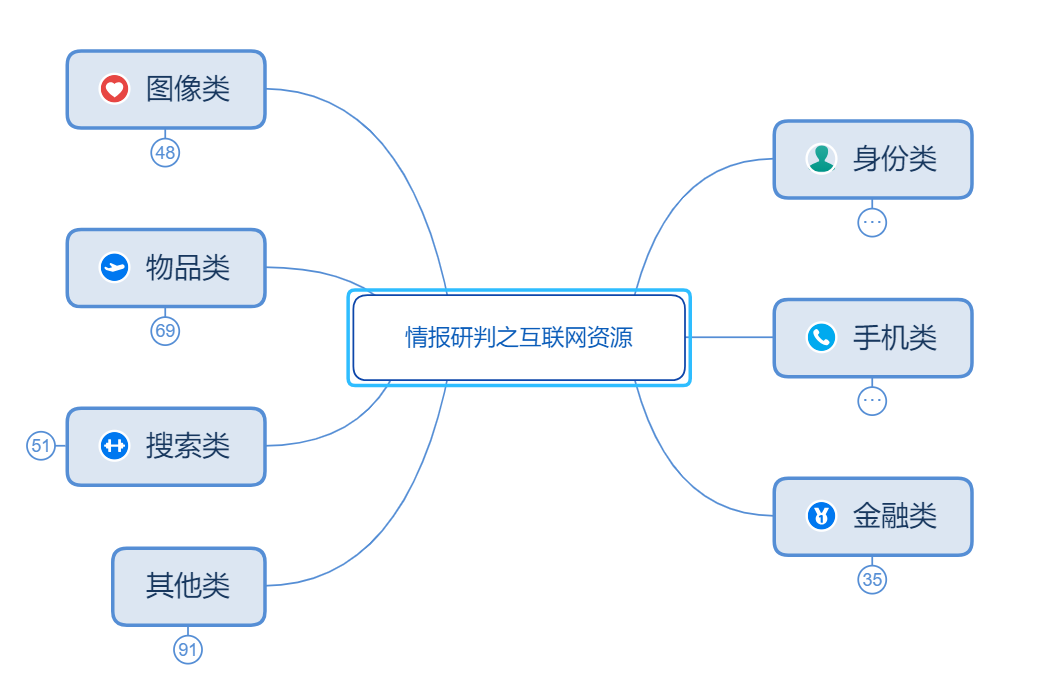 图像类
48
身份类
...
物品类
69
情报研判之互联网资源
手机类
...
搜索类
51
金融类
35
其他类
91